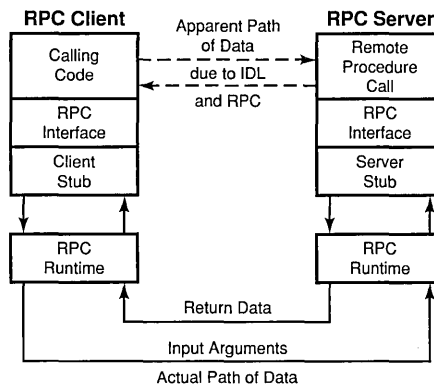 RPC Client
RPC Server
Apparent Path
of Data
due to IDL
and RPC
Calling
Code
RPC
Interface
Client
Stub
RPC
Runtime
Remote
Procedure
Call
RPC
Interface
Server
Stub
RPC
Runtime
Return Data
Input Arguments
Actual Path of Data